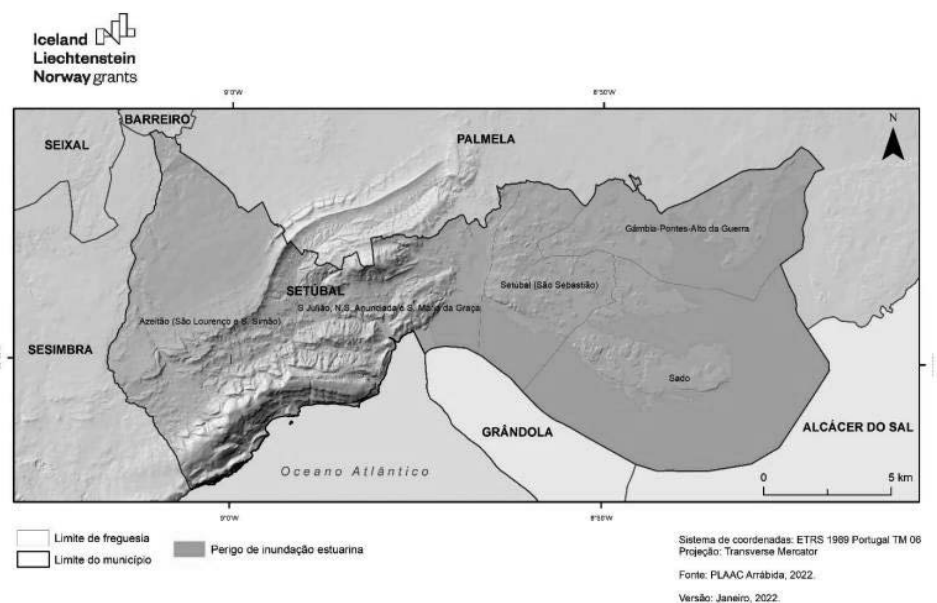 Iceland
Liechtenstein
Norway grants
9°0'W
8°50'W
BARREIRO
SEIXAL
PALMELA
N
Gâmbia-Pontes-Alto da Guerra
SETÚBAL
Setúbal (São Sebastião)
S Julião, N.S. Anunciada e S. Maria da Graça
Azeitão (São Lourenço e S. Simão)
SESIMBRA
Sado
GRÂNDOLA
ALCÁCER DO SAL
Oceano Atlântico
0
5 km
9°0'W
8°50'W
Limite de freguesia
Limite do município
Perigo de inundação estuarina
Sistema de coordenadas: ETRS 1989 Portugal TM 06
Projeção: Transverse Mercator
Fonte: PLAAC Arrábida, 2022.
Versão: Janeiro, 2022.